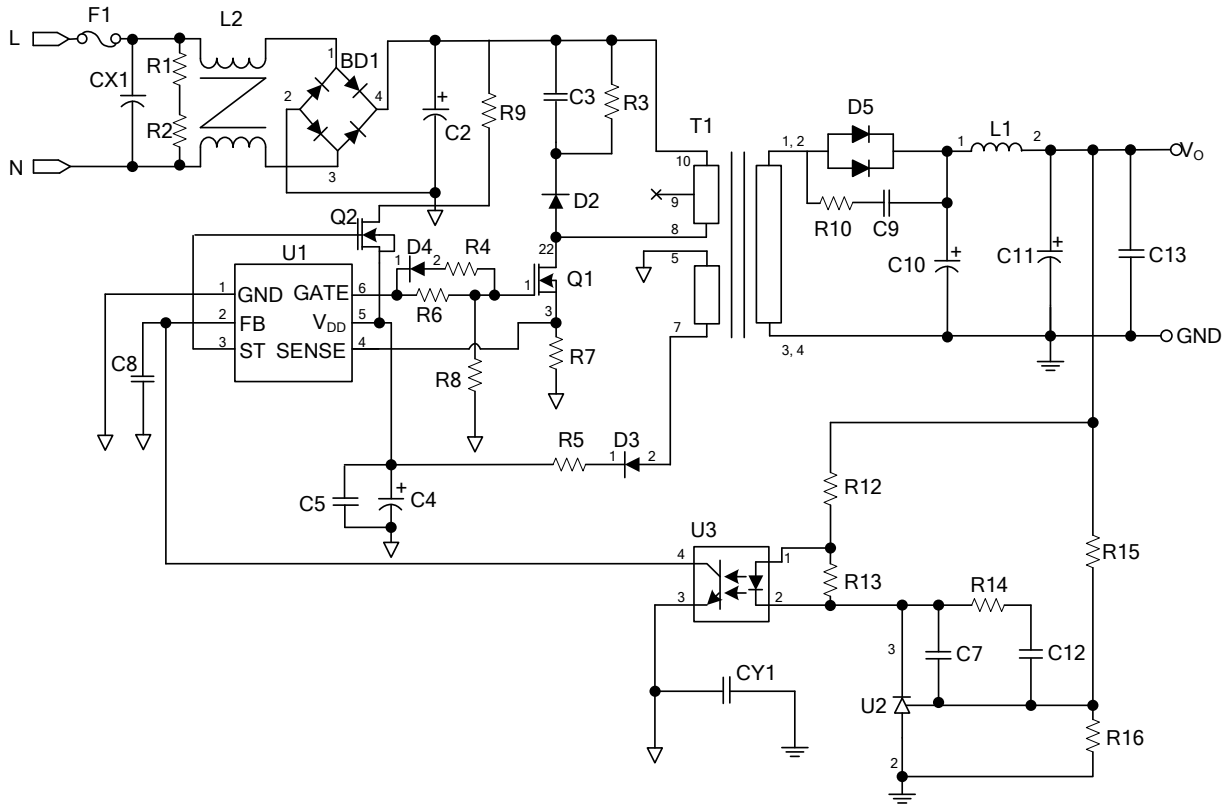 F1
L2
L
R1
CX1
R2
N
1
BD1
2
4
3
+
C2
R9
C3
R3
D2
T1
10
9
8
5
7
1, 2
3, 4
D5
R10
C9
1
L1
2
V_O
+
C10
+
C11
C13
GND
Q2
D4
R4
1
2
U1
1
GND
GATE
6
2
FB
V_DD
5
3
ST
SENSE
4
R6
22
1
Q1
3
R7
R8
C8
R5
D3
1
2
C5
+
C4
R12
U3
4
1
3
2
R13
R15
R14
3
C7
C12
CY1
U2
2
R16